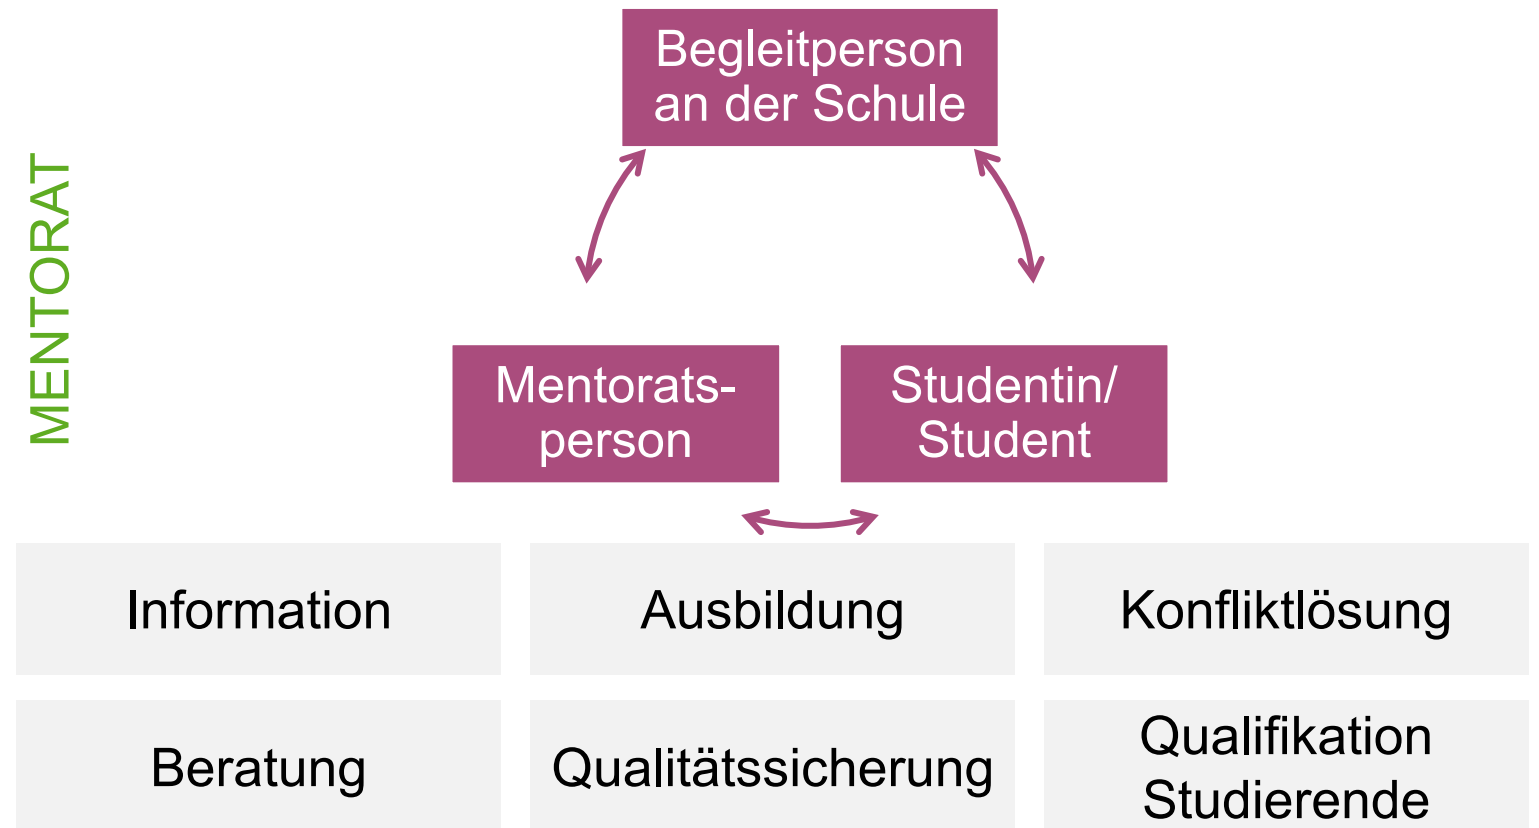 MENTORAT
Begleitperson
an der Schule
Mentorats-
person
Studentin/
Student
Information
Ausbildung
Konfliktlösung
Beratung
Qualitätssicherung
Qualifikation
Studierende